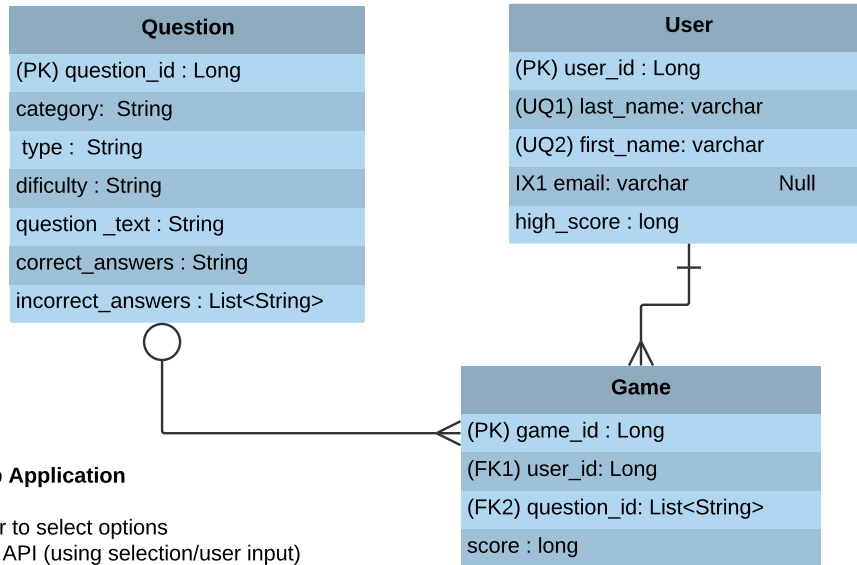 Question
(PK) question_id : Long
category: String
type : String
dificulty : String
question _text : String
correct_answers : String
incorrect_answers : List<String>
User
(PK) user_id : Long
(UQ1) last_name: varchar
(UQ2) first_name: varchar
IX1 email: varchar Null
high_score : long
Game
(PK) game_id : Long
(FK1) user_id: Long
(FK2) question_id: List<String>
score : long
Application
to select options
API (using selection/user input)